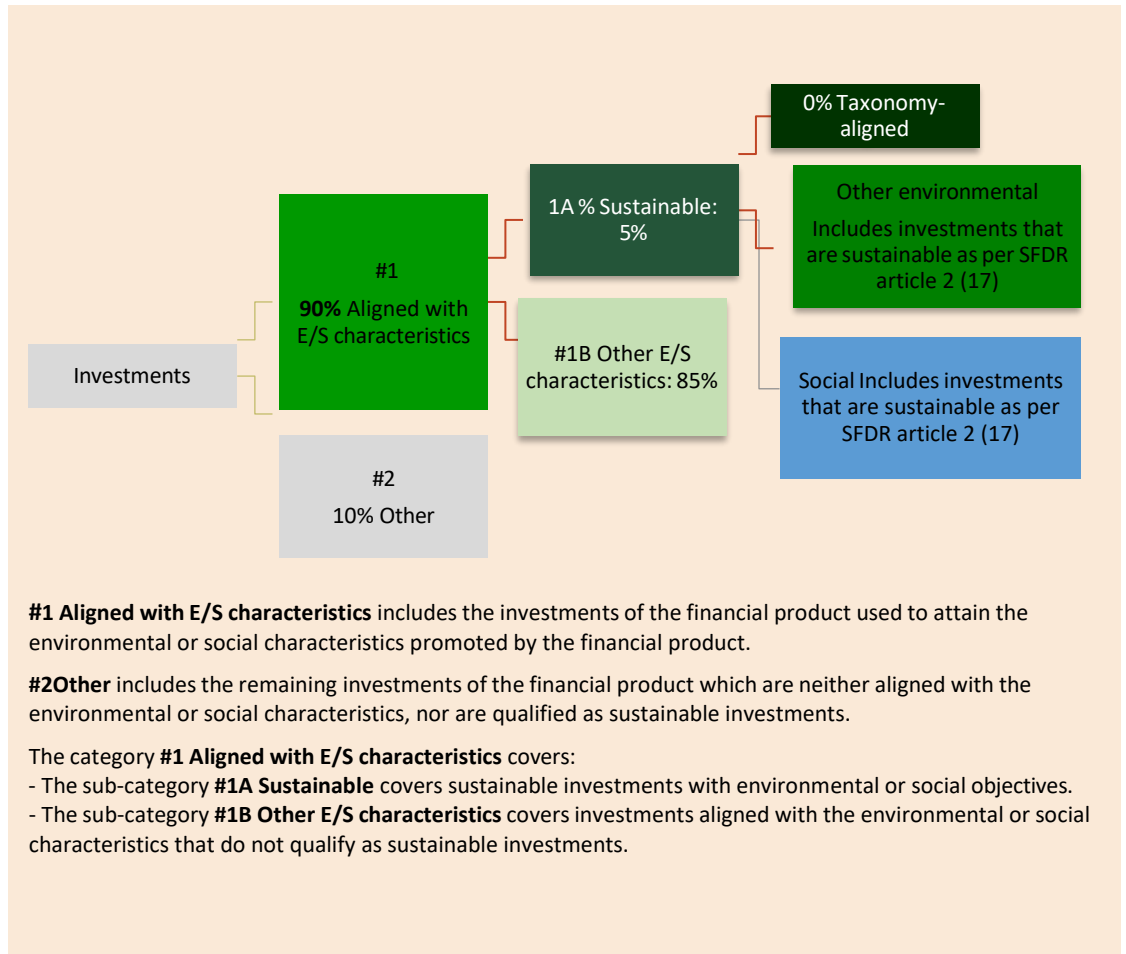 Investments
#1
90% Aligned with
E/S characteristics
#2
10% Other
1A % Sustainable:
5%
#1B Other E/S
characteristics: 85%
0% Taxonomy-
aligned
Other environmental
Includes investments that
are sustainable as per SFDR
article 2 (17)
Social Includes investments
that are sustainable as per
SFDR article 2 (17)
#1 Aligned with E/S characteristics includes the investments of the financial product used to attain the
environmental or social characteristics promoted by the financial product.
#2Other includes the remaining investments of the financial product which are neither aligned with the
environmental or social characteristics, nor are qualified as sustainable investments.
The category #1 Aligned with E/S characteristics covers:
- The sub-category #1A Sustainable covers sustainable investments with environmental or social objectives.
- The sub-category #1B Other E/S characteristics covers investments aligned with the environmental or social
characteristics that do not qualify as sustainable investments.